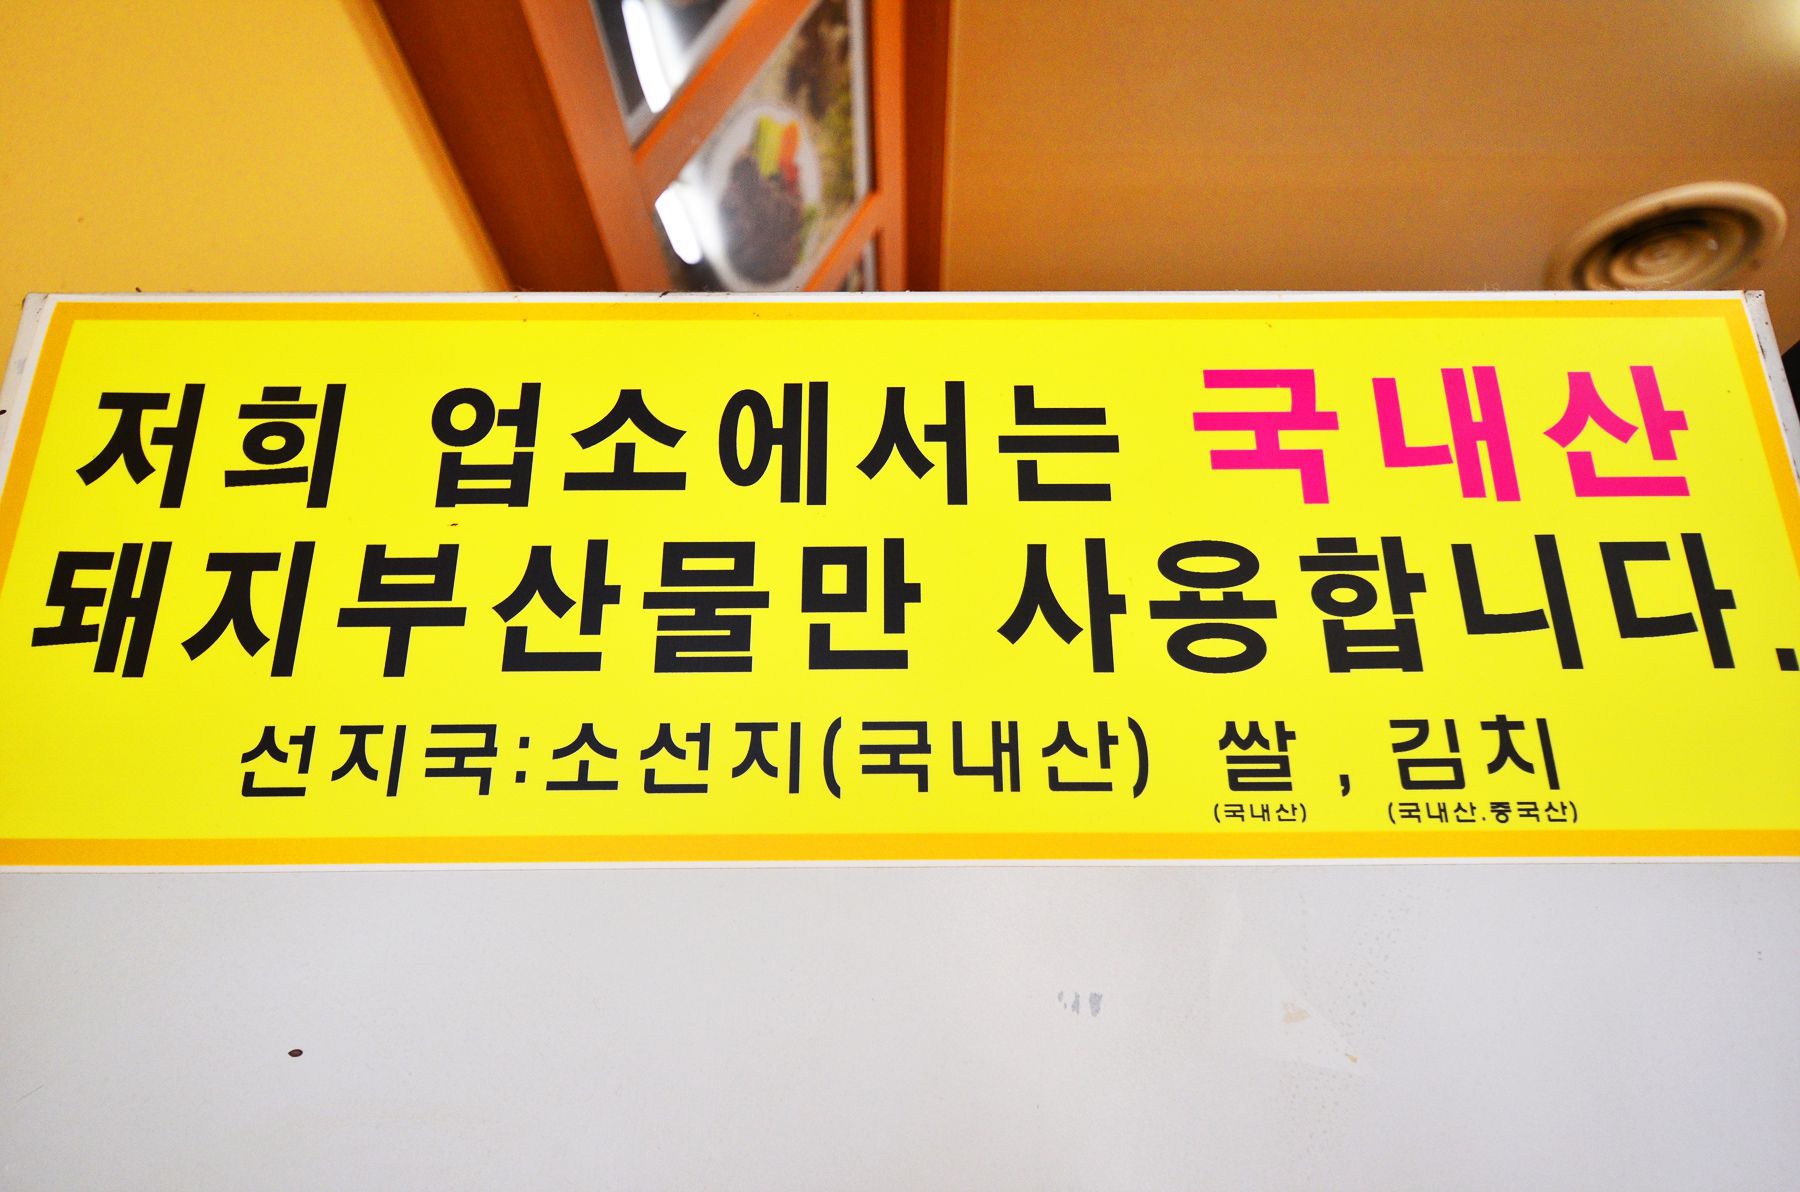 저희 업소에서는 국내산
돼지부산물만 사용합니다.
선지국:소선지(국내산) 쌀 , 김치
(국내산) (국내산.중국산)